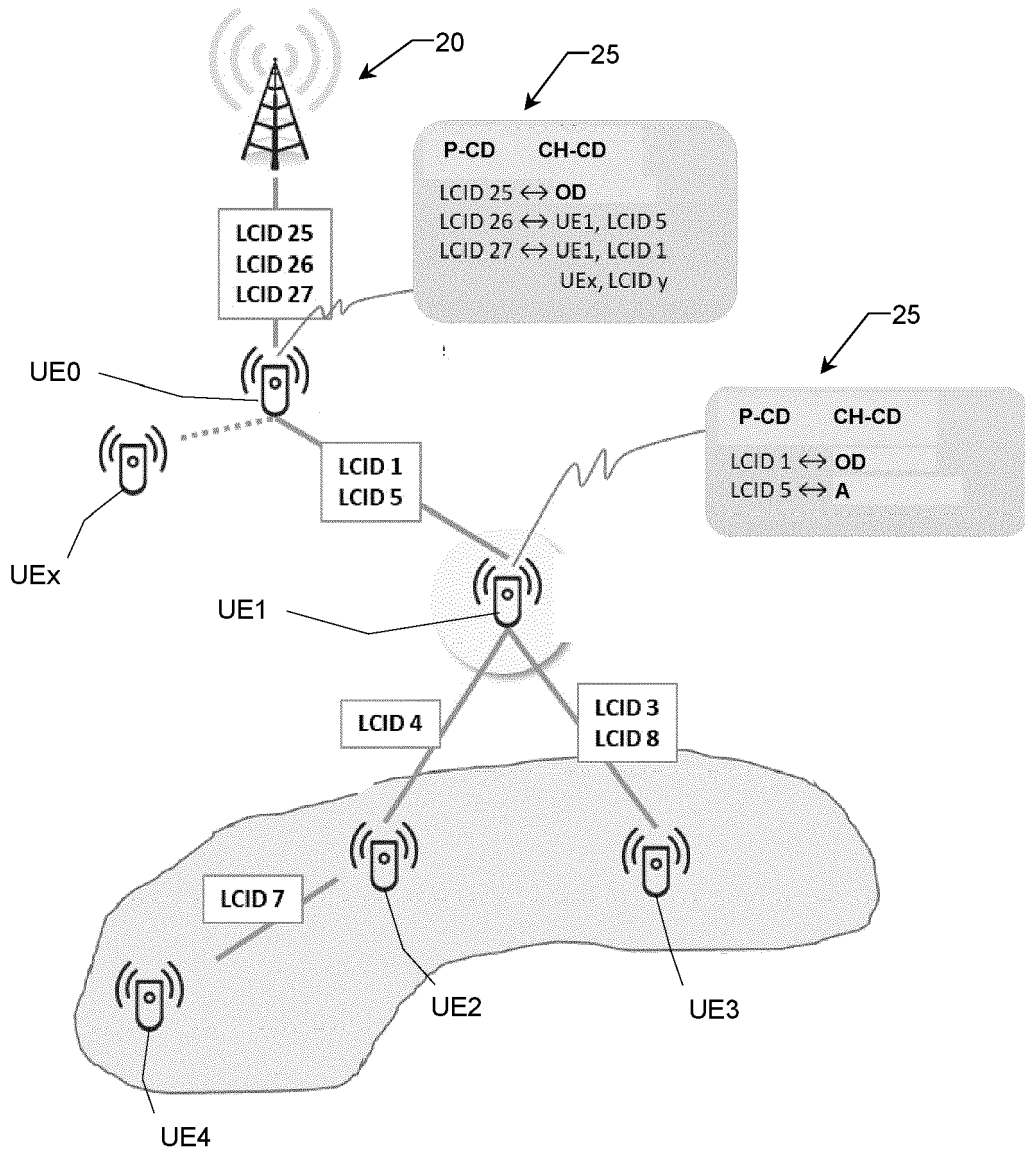 20
25
P-CD CH-CD
LCID 25 ↔ OD
LCID 26 ↔ UE1, LCID 5
LCID 27 ↔ UE1, LCID 1
UEx, LCID y
LCID 25
LCID 26
LCID 27
25
UE0
P-CD CH-CD
LCID 1 ↔ OD
LCID 5 ↔ A
LCID 1
LCID 5
UEx
UE1
LCID 4
LCID 3
LCID 8
LCID 7
UE2
UE3
UE4